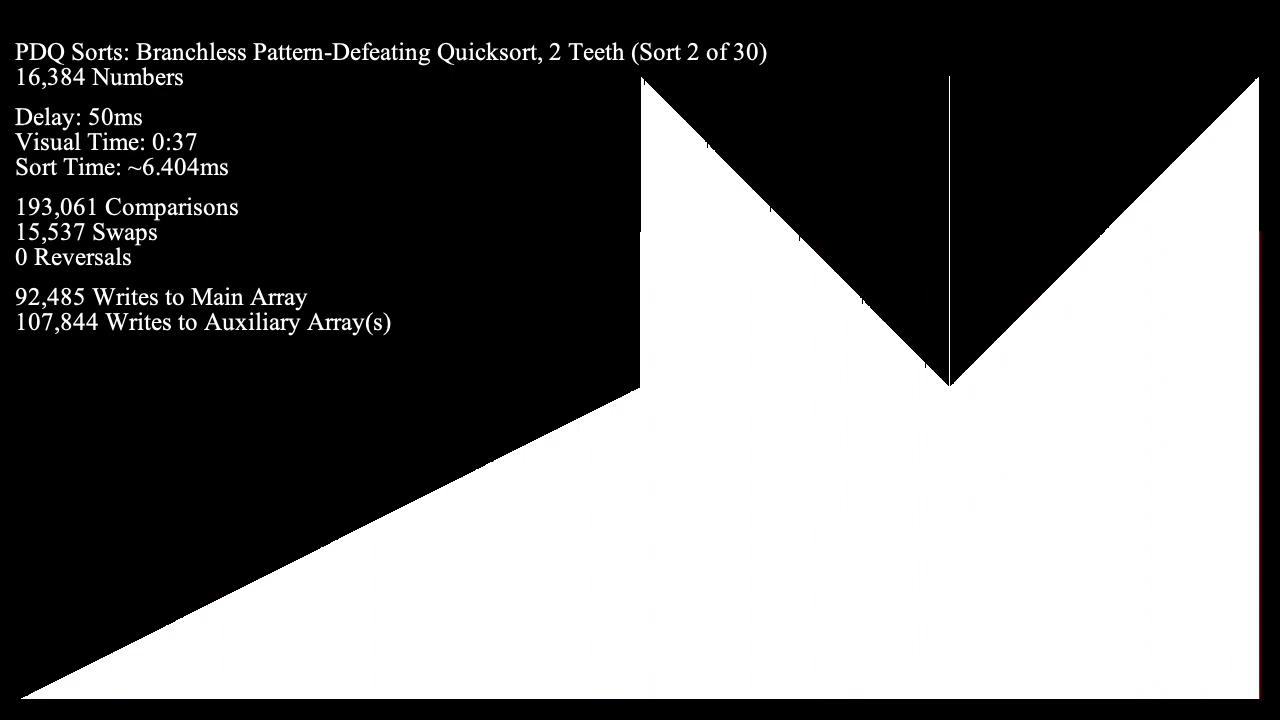 PDQ Sorts: Branchless Pattern-Defeating Quicksort, 2 Teeth (Sort 2 of 30)
16,384 Numbers
Delay: 50ms
Visual Time: 0:37
Sort Time: ~6.404ms
193,061 Comparisons
15,537 Swaps
0 Reversals
92,485 Writes to Main Array
107,844 Writes to Auxiliary Array(s)